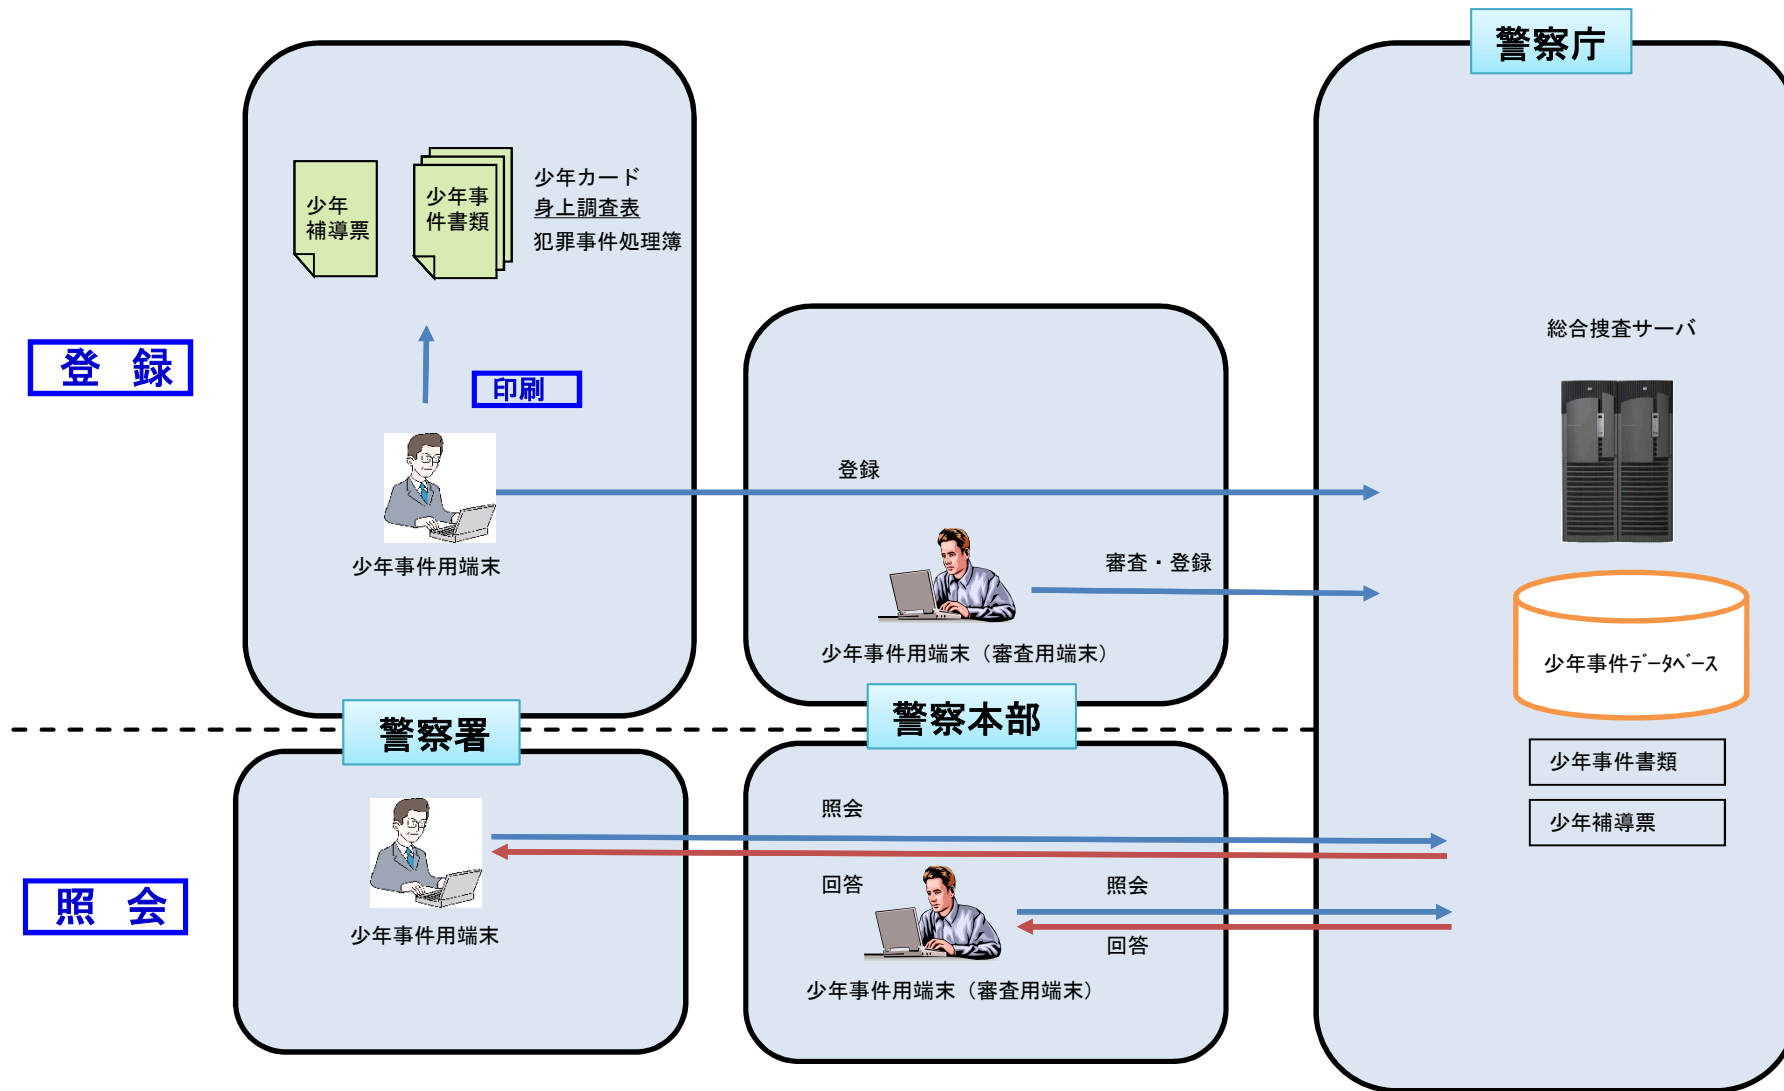 警察庁
少年
補導票
少年事
件書類
少年カード
身上調査表
犯罪事件処理簿
登 録
印刷
総合捜査サーバ
登録
少年事件用端末
審査・登録
少年事件用端末（審査用端末）
少年事件ﾃﾞｰﾀﾍﾞｰｽ
警察署
警察本部
少年事件書類
少年補導票
照会
回答
照会
照 会
少年事件用端末
回答
少年事件用端末（審査用端末）